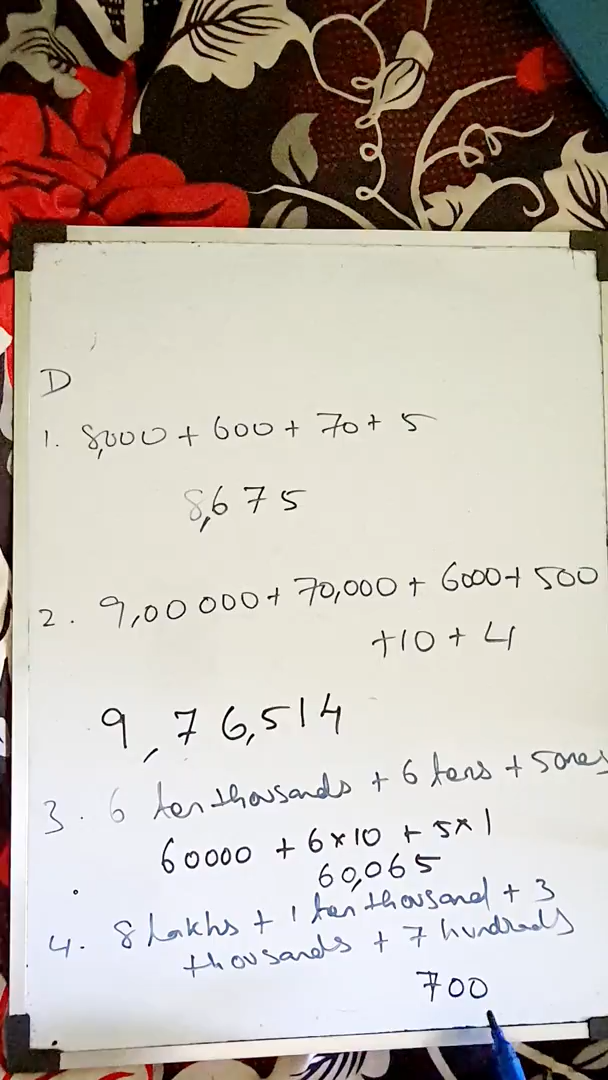 D
1. 8,000 + 600 + 70 + 5
8,675
2. 9,00 000 + 70,000 + 6000 + 500
+10 + 4
9,76,514
3. 6 ten thousands + 6 tens + 5 ones
60000 + 6×10 + 5×1
60,065
4. 8 lakhs + 1 ten thousand + 3
thousands + 7 hundreds
700